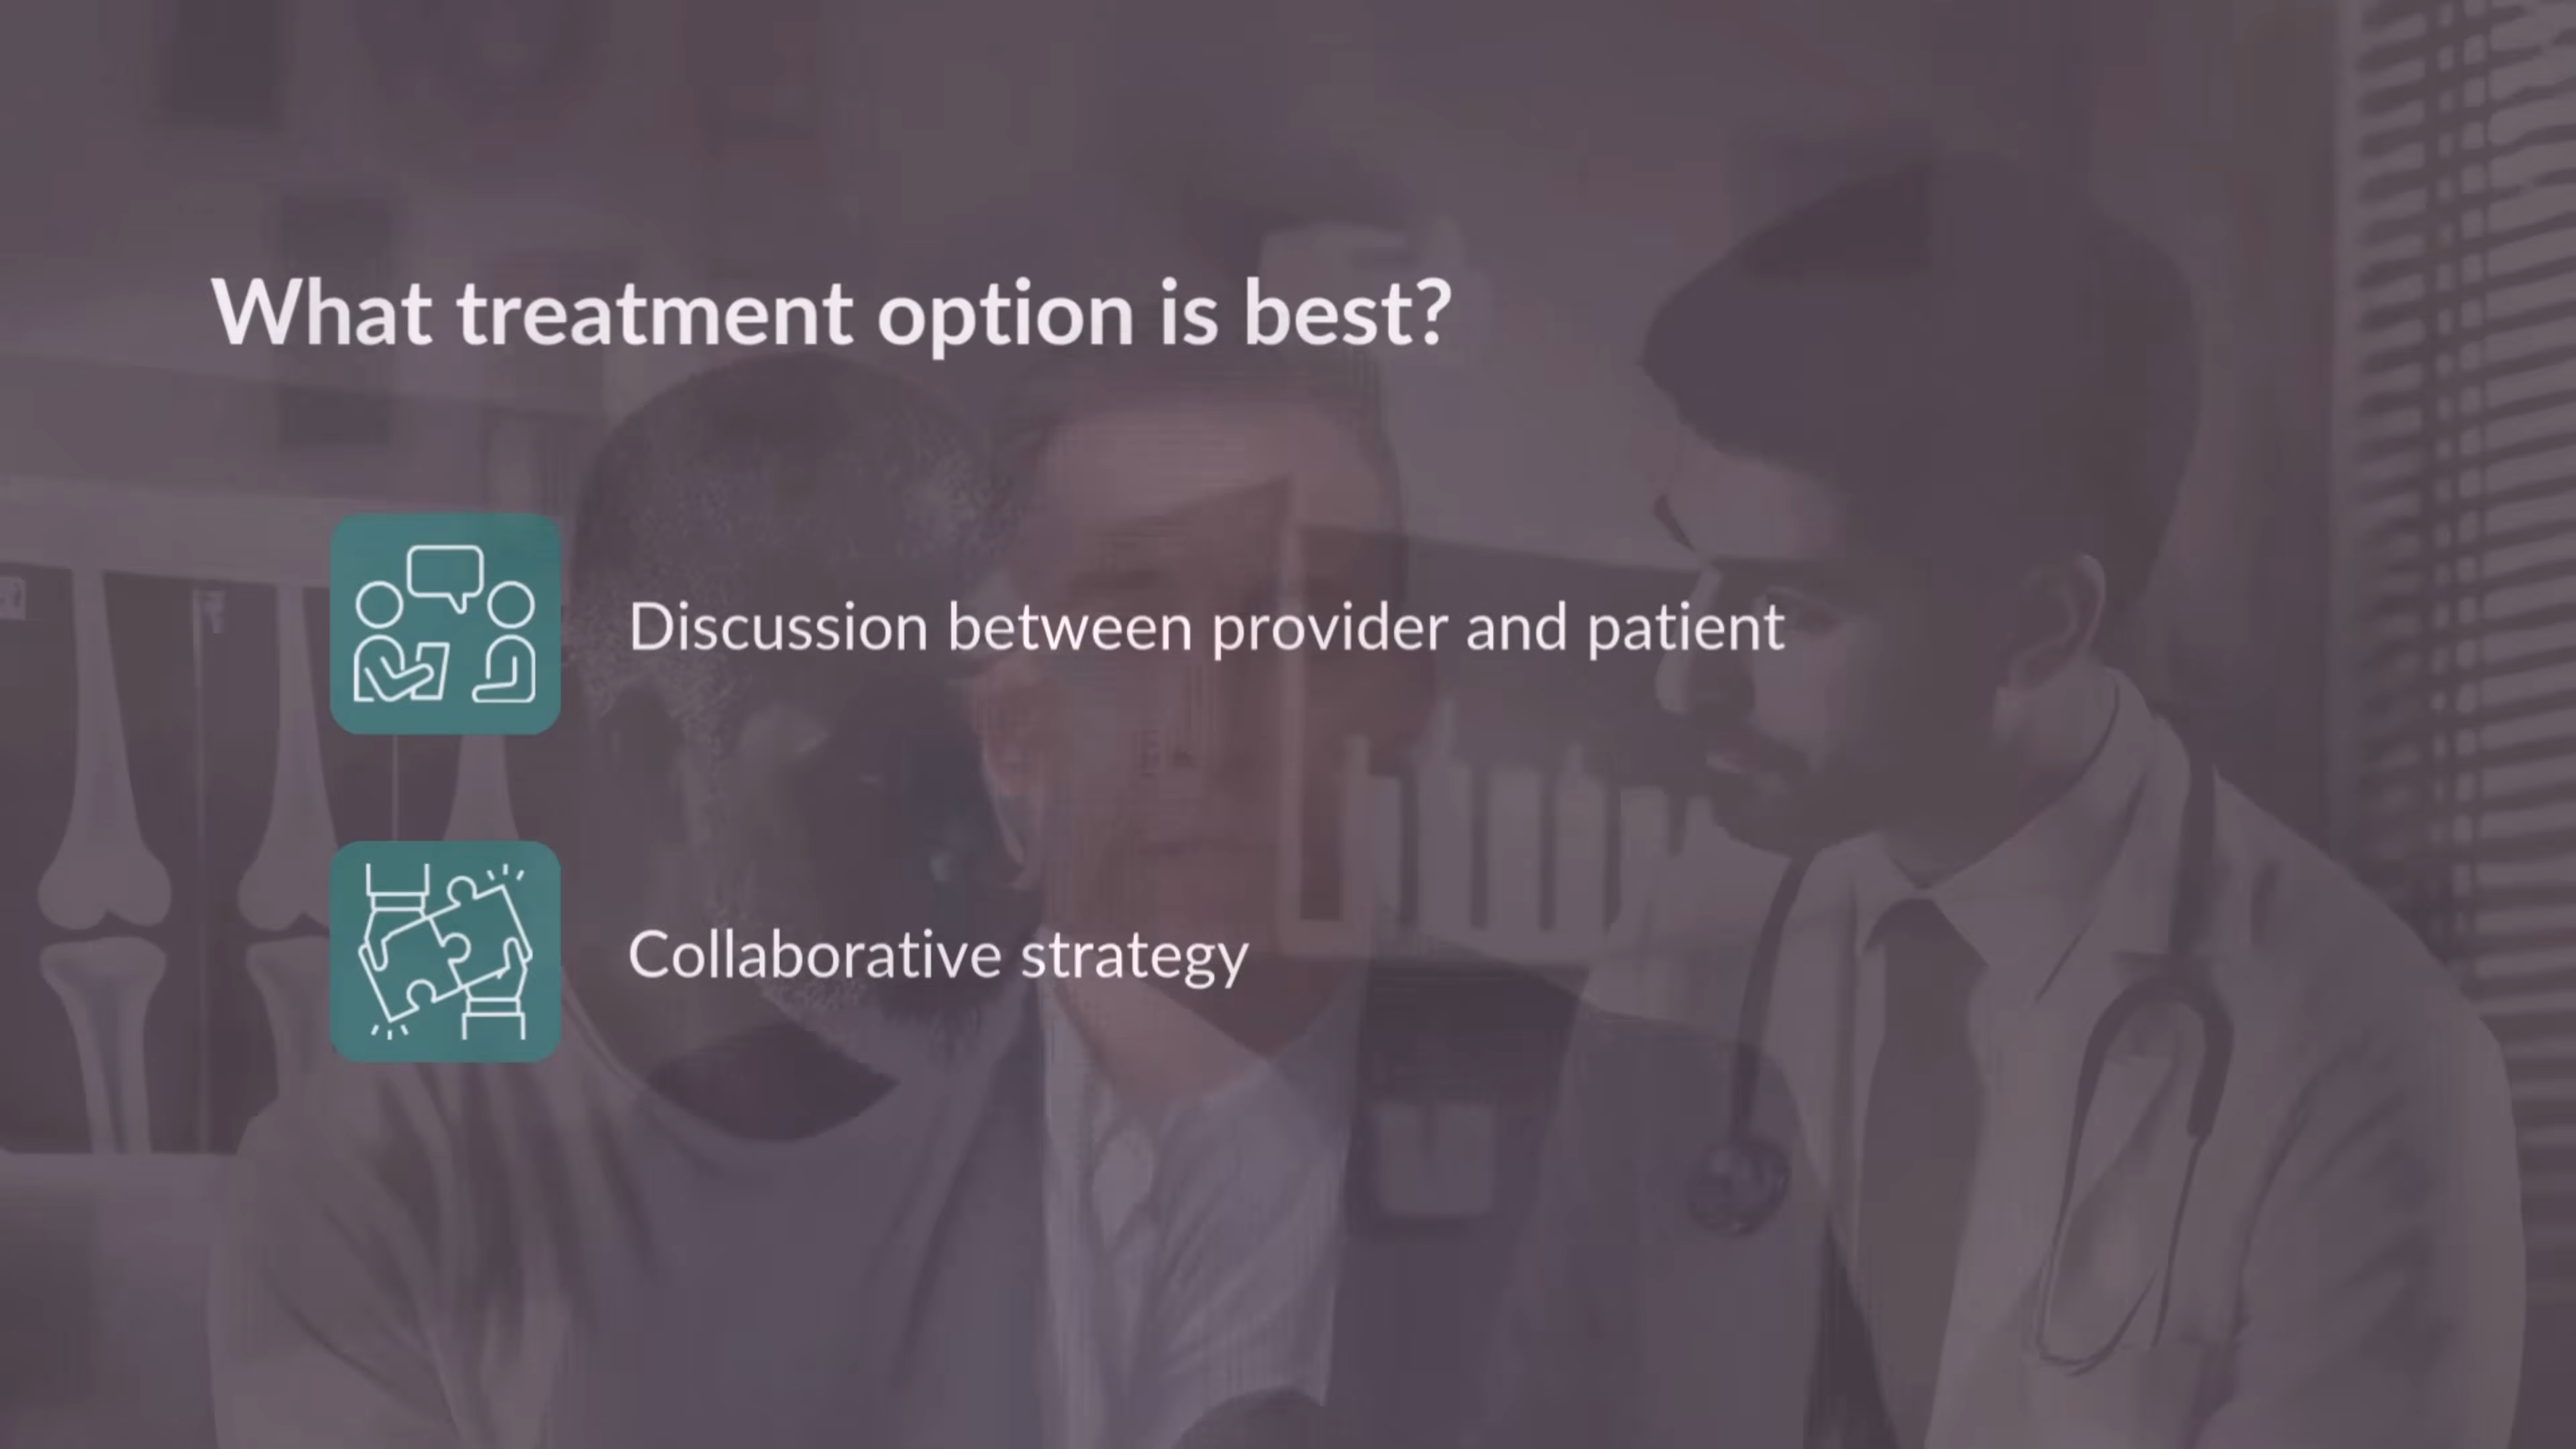 What treatment option is best?
Discussion between provider and patient
Collaborative strategy